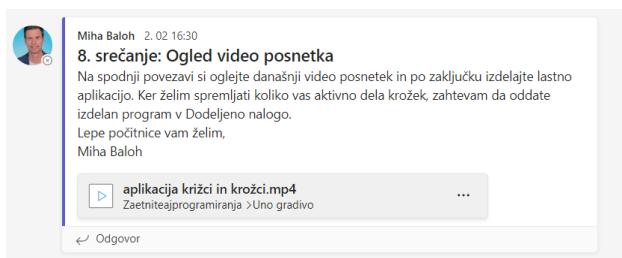 Miha Baloh 2. 02 16:30
8. srečanje: Ogled video posnetka
Na spodnji povezavi si oglejte današnji video posnetek in po zaključku izdelajte lastno
aplikacijo. Ker želim spremljati koliko vas aktivno dela krožek, zahtevam da oddate
izdelan program v Dodeljeno nalogo.
Lepe počitnice vam želim,
Miha Baloh
aplikacija križci in krožci.mp4
Zaetniteajprogramiranja >Uno gradivo
Odgovor